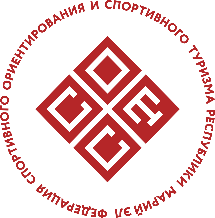 ФЕДЕРАЦИЯ СПОРТИВНОГО ОРИЕНТИРОВАНИЯ И СПОРТИВНОГО ТУРИЗМА РЕСПУБЛИКИ МАРИЙ ЭЛ
О
С Т
С